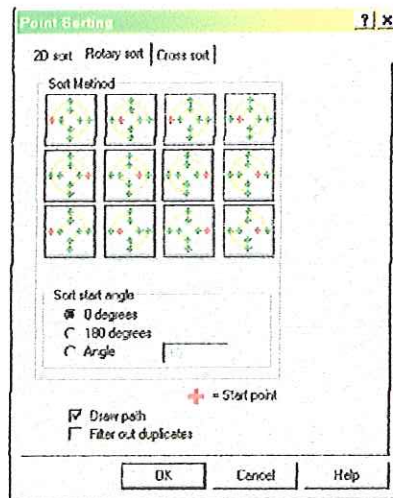 Point Sorting ? x
2D sort Rotary sort Cross sort
Sort Method
Sort start angle
0 degrees
180 degrees
Angle
= Start point
Draw path
Filter out duplicates
OK Cancel Help